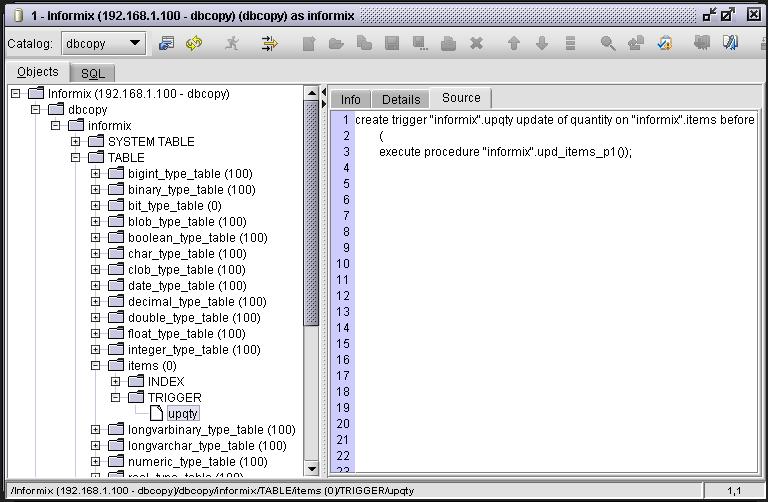 1 - Informix (192.168.1.100 - dbcopy) (dbcopy) as informix
Catalog: dbcopy
Objects SQL
Informix (192.168.1.100 - dbcopy)
dbcopy
informix
SYSTEM TABLE
TABLE
bigint_type_table (100)
binary_type_table (100)
bit_type_table (0)
blob_type_table (100)
boolean_type_table (100)
char_type_table (100)
clob_type_table (100)
date_type_table (100)
decimal_type_table (100)
double_type_table (100)
float_type_table (100)
integer_type_table (100)
items (0)
INDEX
TRIGGER
upqty
longvarbinary_type_table (100)
longvarchar_type_table (100)
numeric_type_table (100)
real_type_table (100)
Info Details Source
1 create trigger "informix".upqty update of quantity on "informix".items before
2 (
3 execute procedure "informix".upd_items_p1());
4
5
6
7
8
9
10
11
12
13
14
15
16
17
18
19
20
21
22
23
/Informix (192.168.1.100 - dbcopy)/dbcopy/informix/TABLE/items (0)/TRIGGER/upqty 1,1